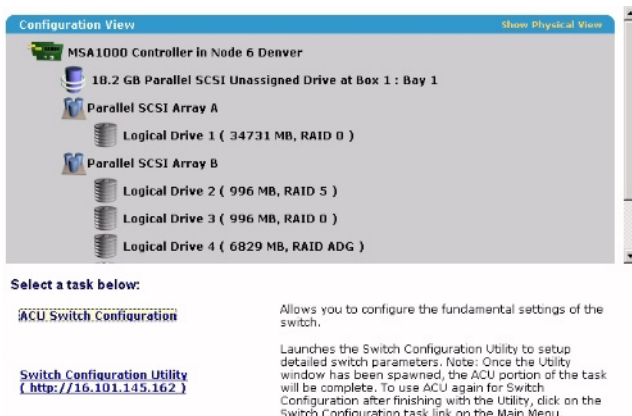 Configuration View
Show Physical View
MSA1000 Controller in Node 6 Denver
18.2 GB Parallel SCSI Unassigned Drive at Box 1 : Bay 1
Parallel SCSI Array A
Logical Drive 1 ( 34731 MB, RAID 0 )
Parallel SCSI Array B
Logical Drive 2 ( 996 MB, RAID 5 )
Logical Drive 3 ( 996 MB, RAID 0 )
Logical Drive 4 ( 6829 MB, RAID ADG )
Select a task below:
ACU Switch Configuration
Allows you to configure the fundamental settings of the
switch.
Switch Configuration Utility
( http://16.101.145.162 )
Launches the Switch Configuration Utility to setup
detailed switch parameters. Note: Once the Utility
window has been spawned, the ACU portion of the task
will be complete. To use ACU again for Switch
Configuration after finishing with the Utility, click on the
Switch Configuration task link on the Main Menu